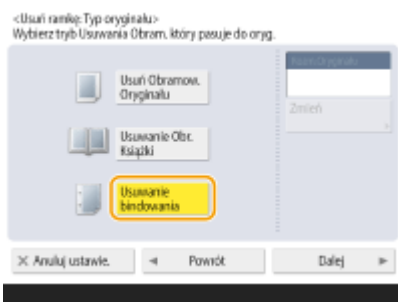 <Usuń ramkę: Typ oryginału>
Wybierz tryb Usuwania Obram. który pasuje do oryg.
Usuń Obramow.
Oryginału
Rozm.Oryginału
Zmień
Usuwanie Obr.
Książki
Usuwanie
bindowania
Anuluj ustawie.
Powrót
Dalej